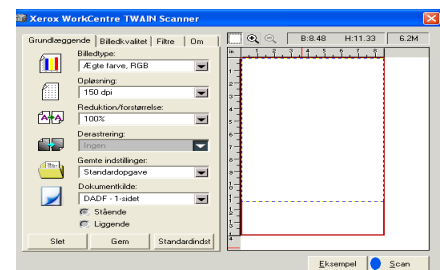 Xerox WorkCentre TWAIN Scanner
Grundlæggende Billedkvalitet Filtre Om
B:8.48 H:11.33 6.2M
Billedtype:
Ægte farve, RGB
Opløsning:
150 dpi
Reduktion/forstørrelse:
100%
Derastrering:
Ingen
Gemte indstillinger:
Standardopgave
Dokumentkilde:
DADF - 1-sidet
Stående
Liggende
Slet Gem Standardindst
Eksempel Scan